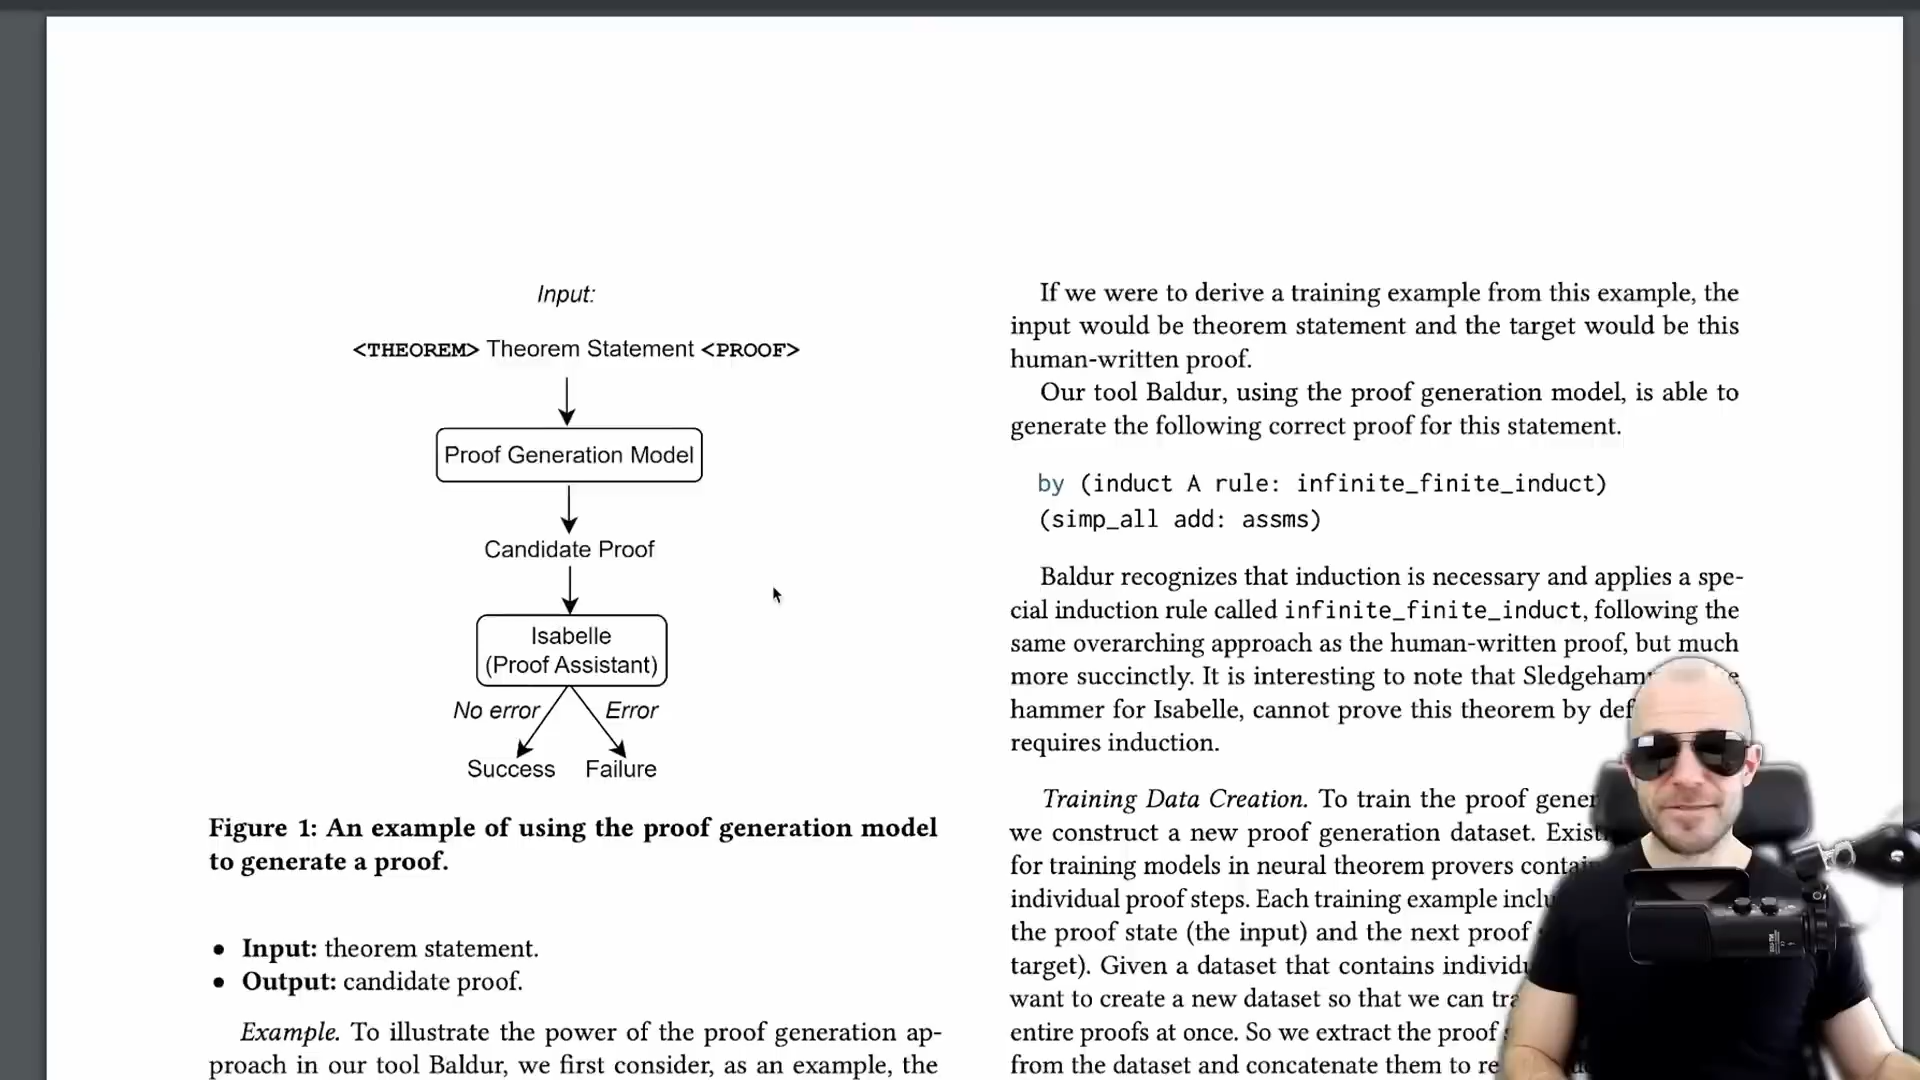 Input:
<THEOREM> Theorem Statement <PROOF>
Proof Generation Model
Candidate Proof
Isabelle
(Proof Assistant)
No error
Error
Success
Failure
Figure 1: An example of using the proof generation model
to generate a proof.
• Input: theorem statement.
• Output: candidate proof.
Example. To illustrate the power of the proof generation ap-
proach in our tool Baldur, we first consider, as an example, the
If we were to derive a training example from this example, the
input would be theorem statement and the target would be this
human-written proof.
Our tool Baldur, using the proof generation model, is able to
generate the following correct proof for this statement.
by (induct A rule: infinite_finite_induct)
(simp_all add: assms)
Baldur recognizes that induction is necessary and applies a spe-
cial induction rule called infinite_finite_induct, following the
same overarching approach as the human-written proof, but much
more succinctly. It is interesting to note that
hammer for Isabelle, cannot prove this theorem by
requires induction.
Training Data Creation. To train the proof
we construct a new proof generation dataset.
for training models in neural theorem provers
individual proof steps. Each training example
the proof state (the input) and the next proof
target). Given a dataset that contains
want to create a new dataset so that we can
entire proofs at once. So we extract the proof
from the dataset and concatenate them to